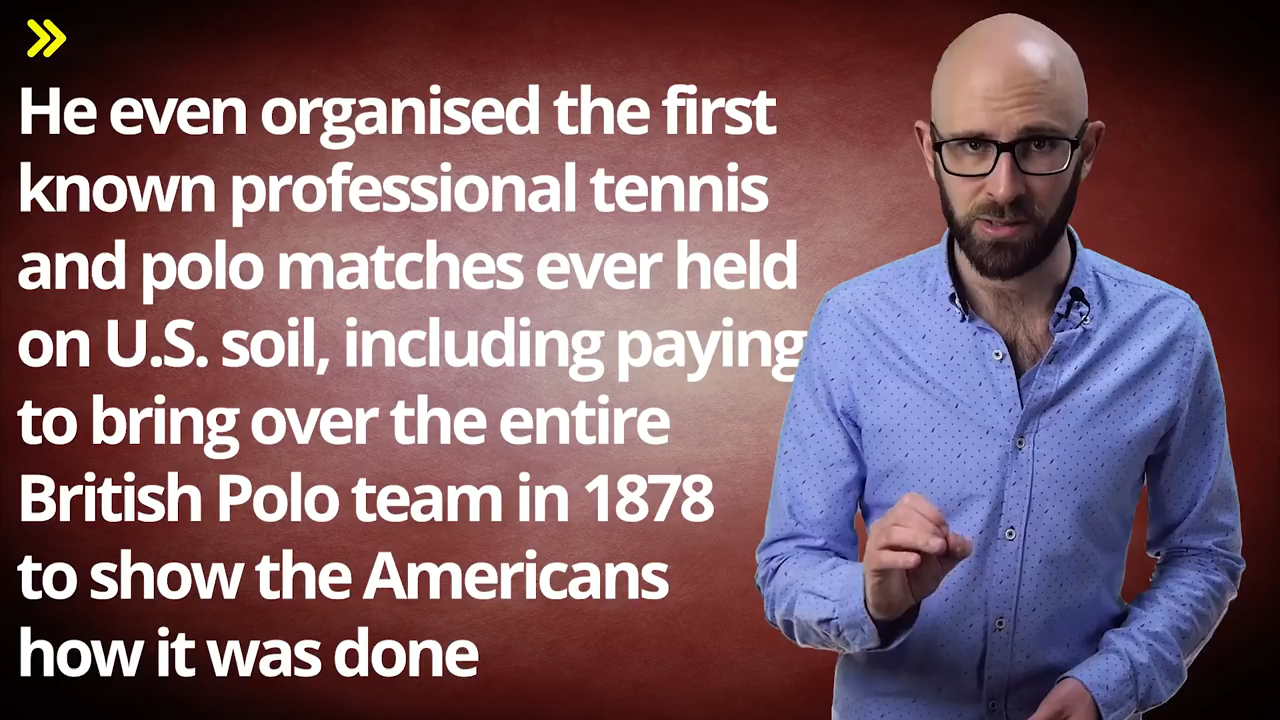 He even organised the first
known professional tennis
and polo matches ever held
on U.S. soil, including paying
to bring over the entire
British Polo team in 1878
to show the Americans
how it was done